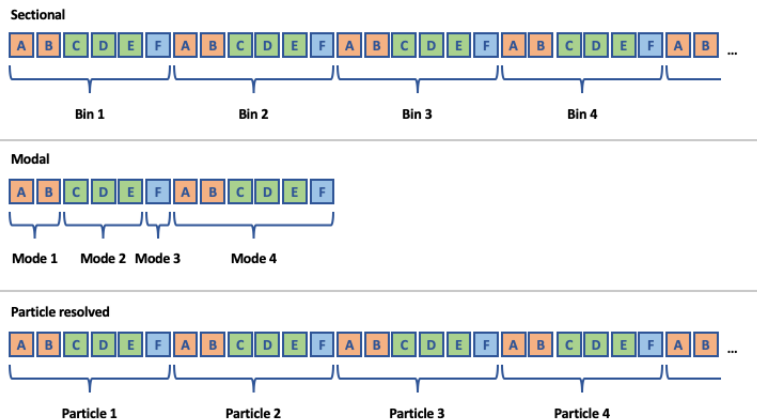 Sectional
A B C D E F A B C D E F A B C D E F A B C D E F A B ...
Bin 1 Bin 2 Bin 3 Bin 4
Modal
A B C D E F A B C D E F
Mode 1 Mode 2 Mode 3 Mode 4
Particle resolved
A B C D E F A B C D E F A B C D E F A B C D E F A B ...
Particle 1 Particle 2 Particle 3 Particle 4